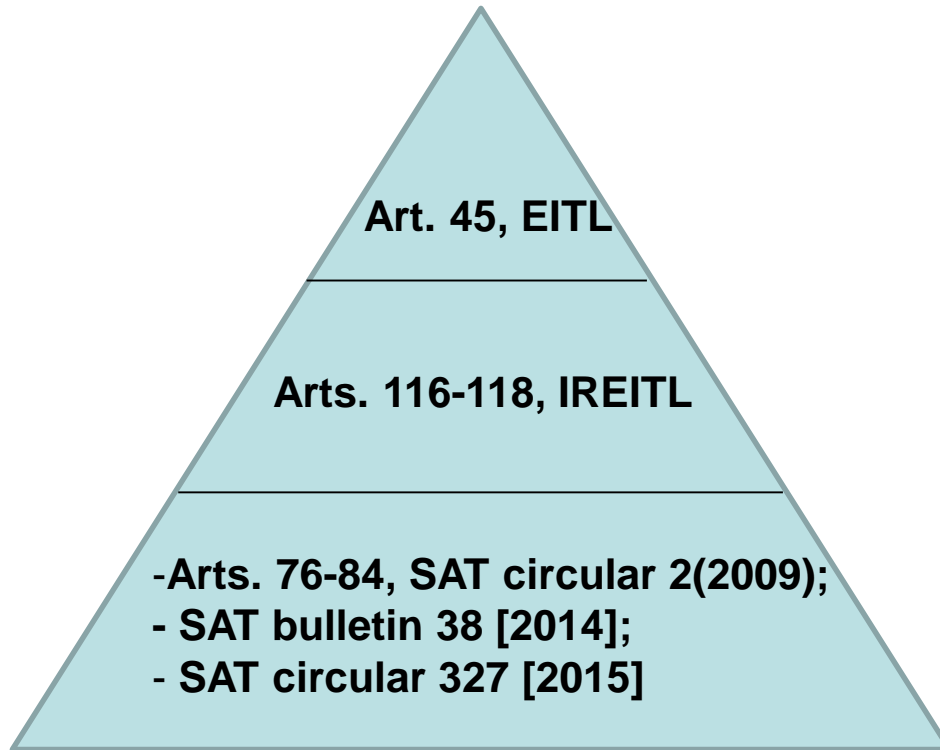 Art. 45, EITL
Arts. 116-118, IREITL
-Arts. 76-84, SAT circular 2(2009);
- SAT bulletin 38 [2014];
- SAT circular 327 [2015]